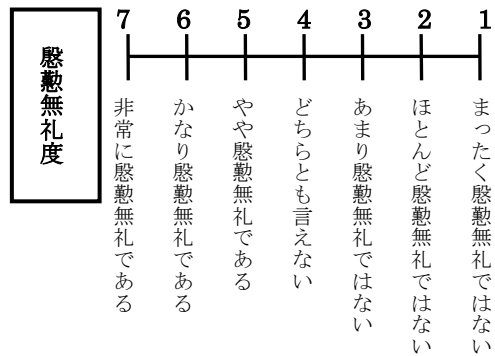 慇懃無礼度
7 6 5 4 3 2 1
まったく慇懃無礼ではない
ほとんど慇懃無礼ではない
あまり慇懃無礼ではない
どちらとも言えない
やや慇懃無礼である
かなり慇懃無礼である
非常に慇懃無礼である